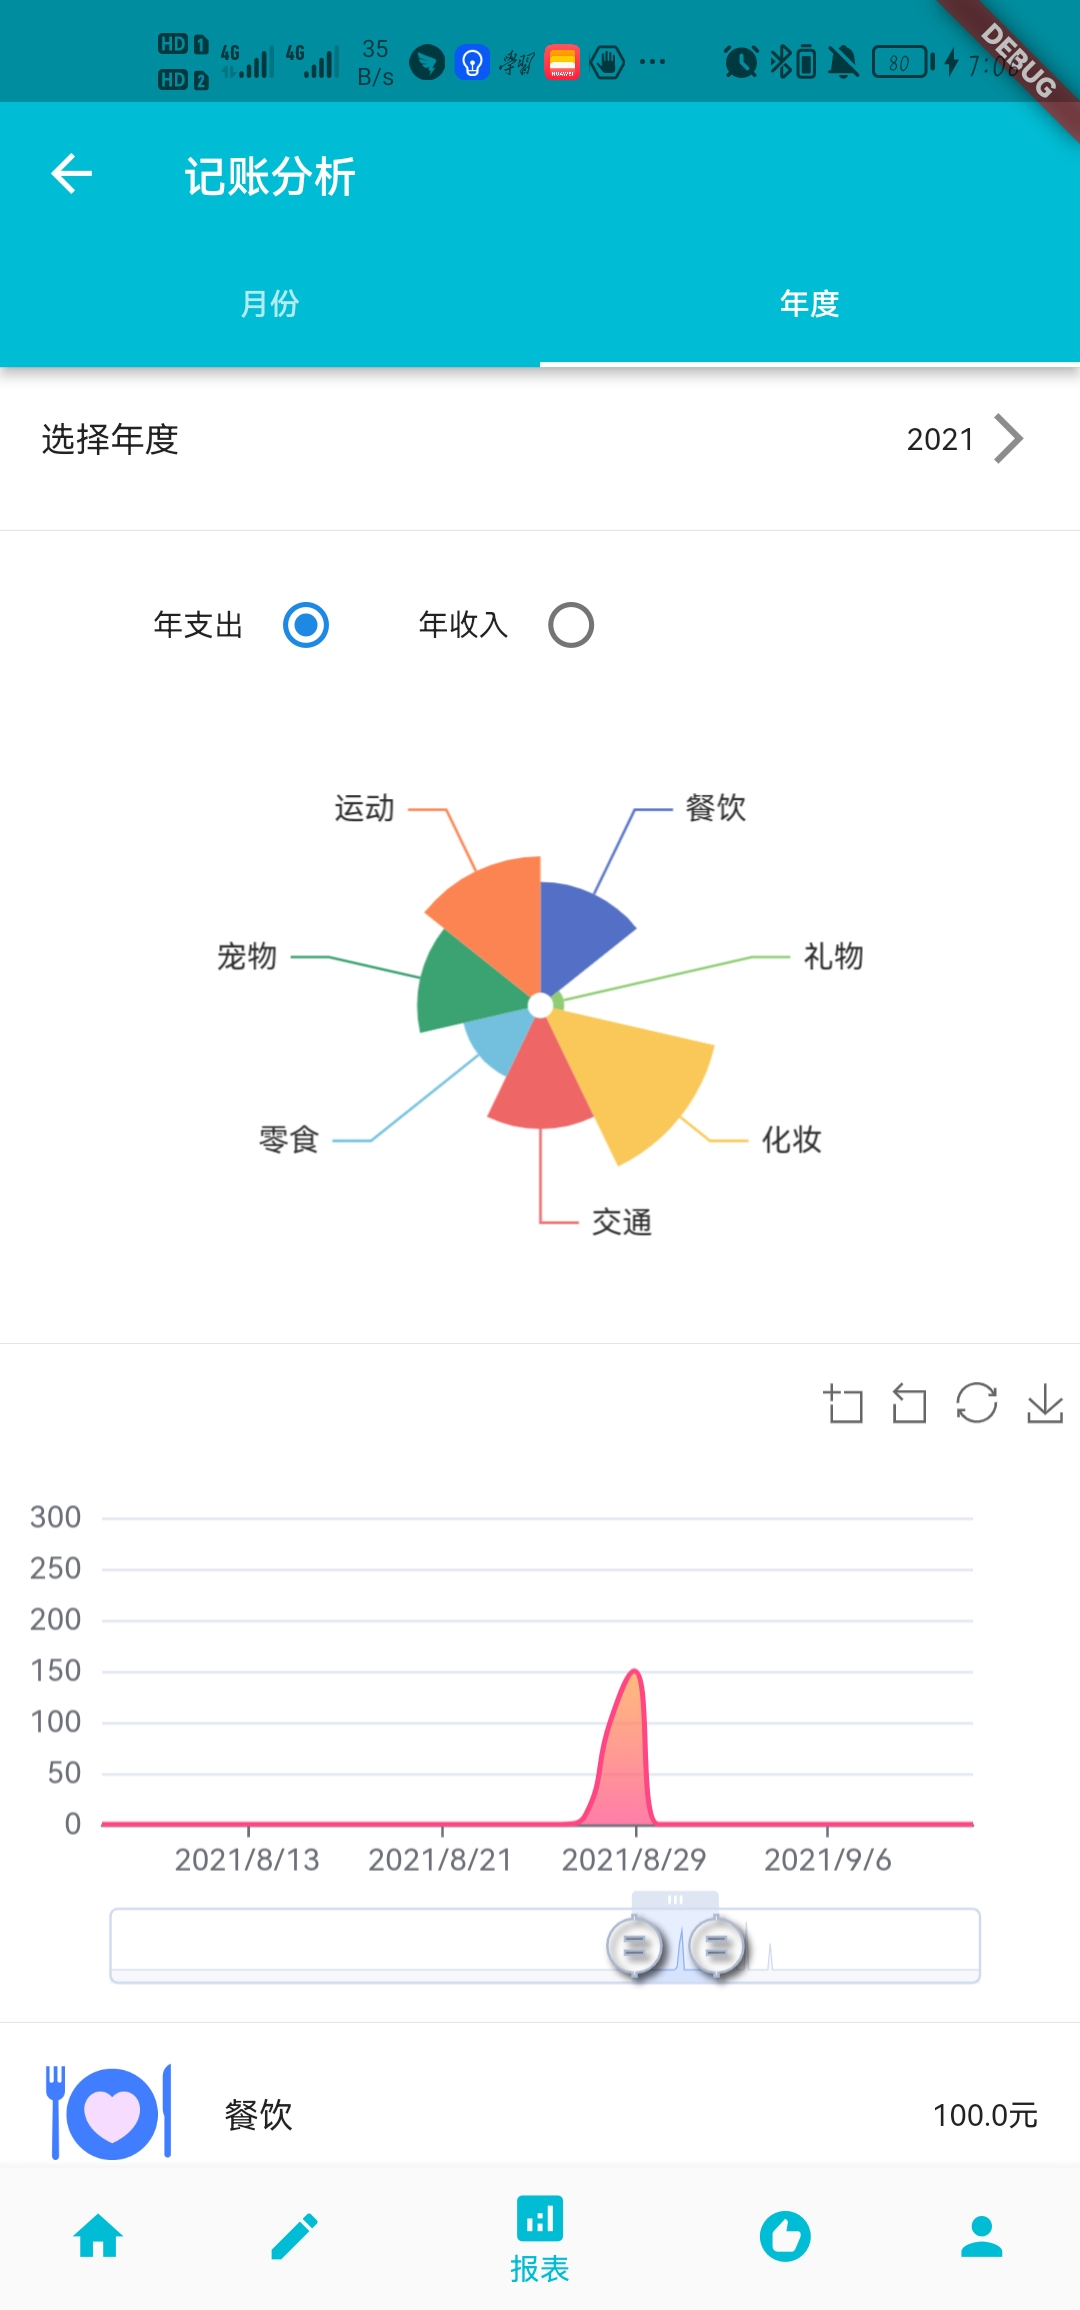 HD 1 4G 4G 35 學習 80 7:06
HD 2 B/s HUAWEI
DEBUG
记账分析
月份 年度
选择年度 2021
年支出 年收入
运动 餐饮
宠物 礼物
零食 化妆
交通
300
250
200
150
100
50
0
2021/8/13 2021/8/21 2021/8/29 2021/9/6
餐饮 100.0元
报表